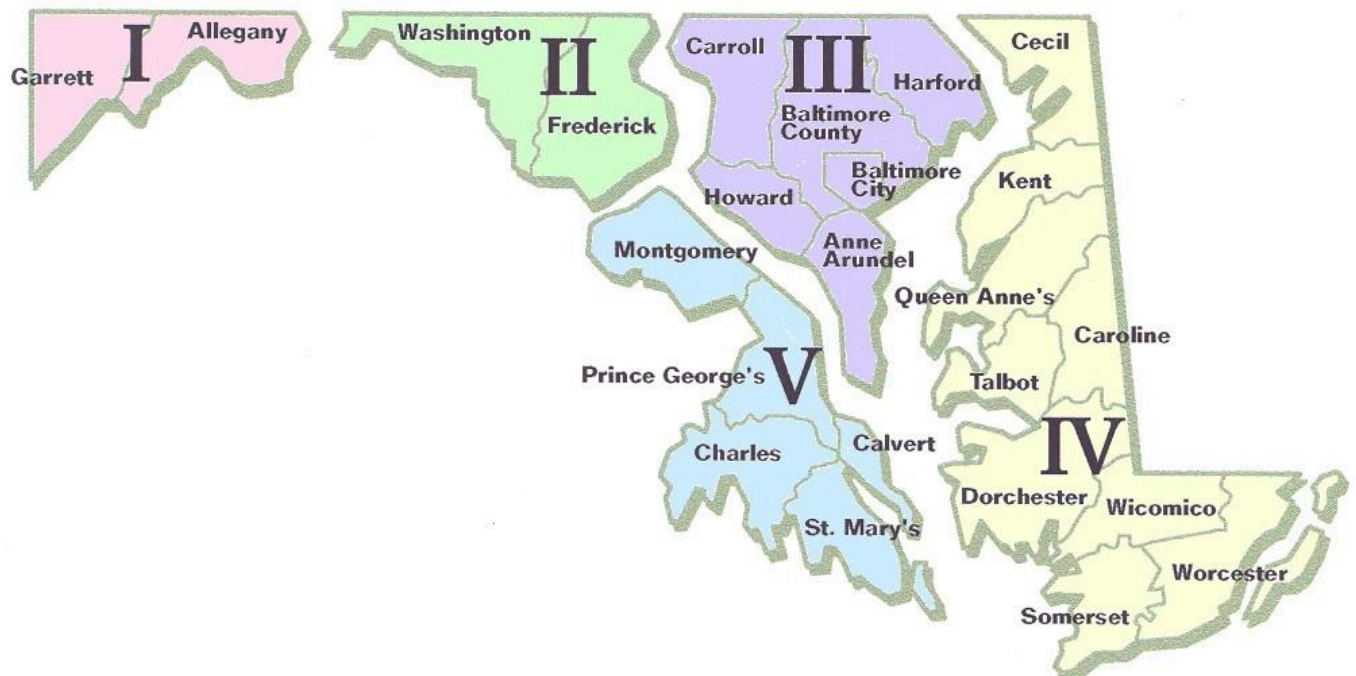 Garrett
I
Allegany
Washington
II
Frederick
Carroll
III
Harford
Baltimore
County
Baltimore
City
Howard
Anne
Arundel
Cecil
Kent
Queen Anne's
Caroline
Talbot
IV
Dorchester
Wicomico
Worcester
Somerset
Montgomery
Prince George's
V
Charles
Calvert
St. Mary's